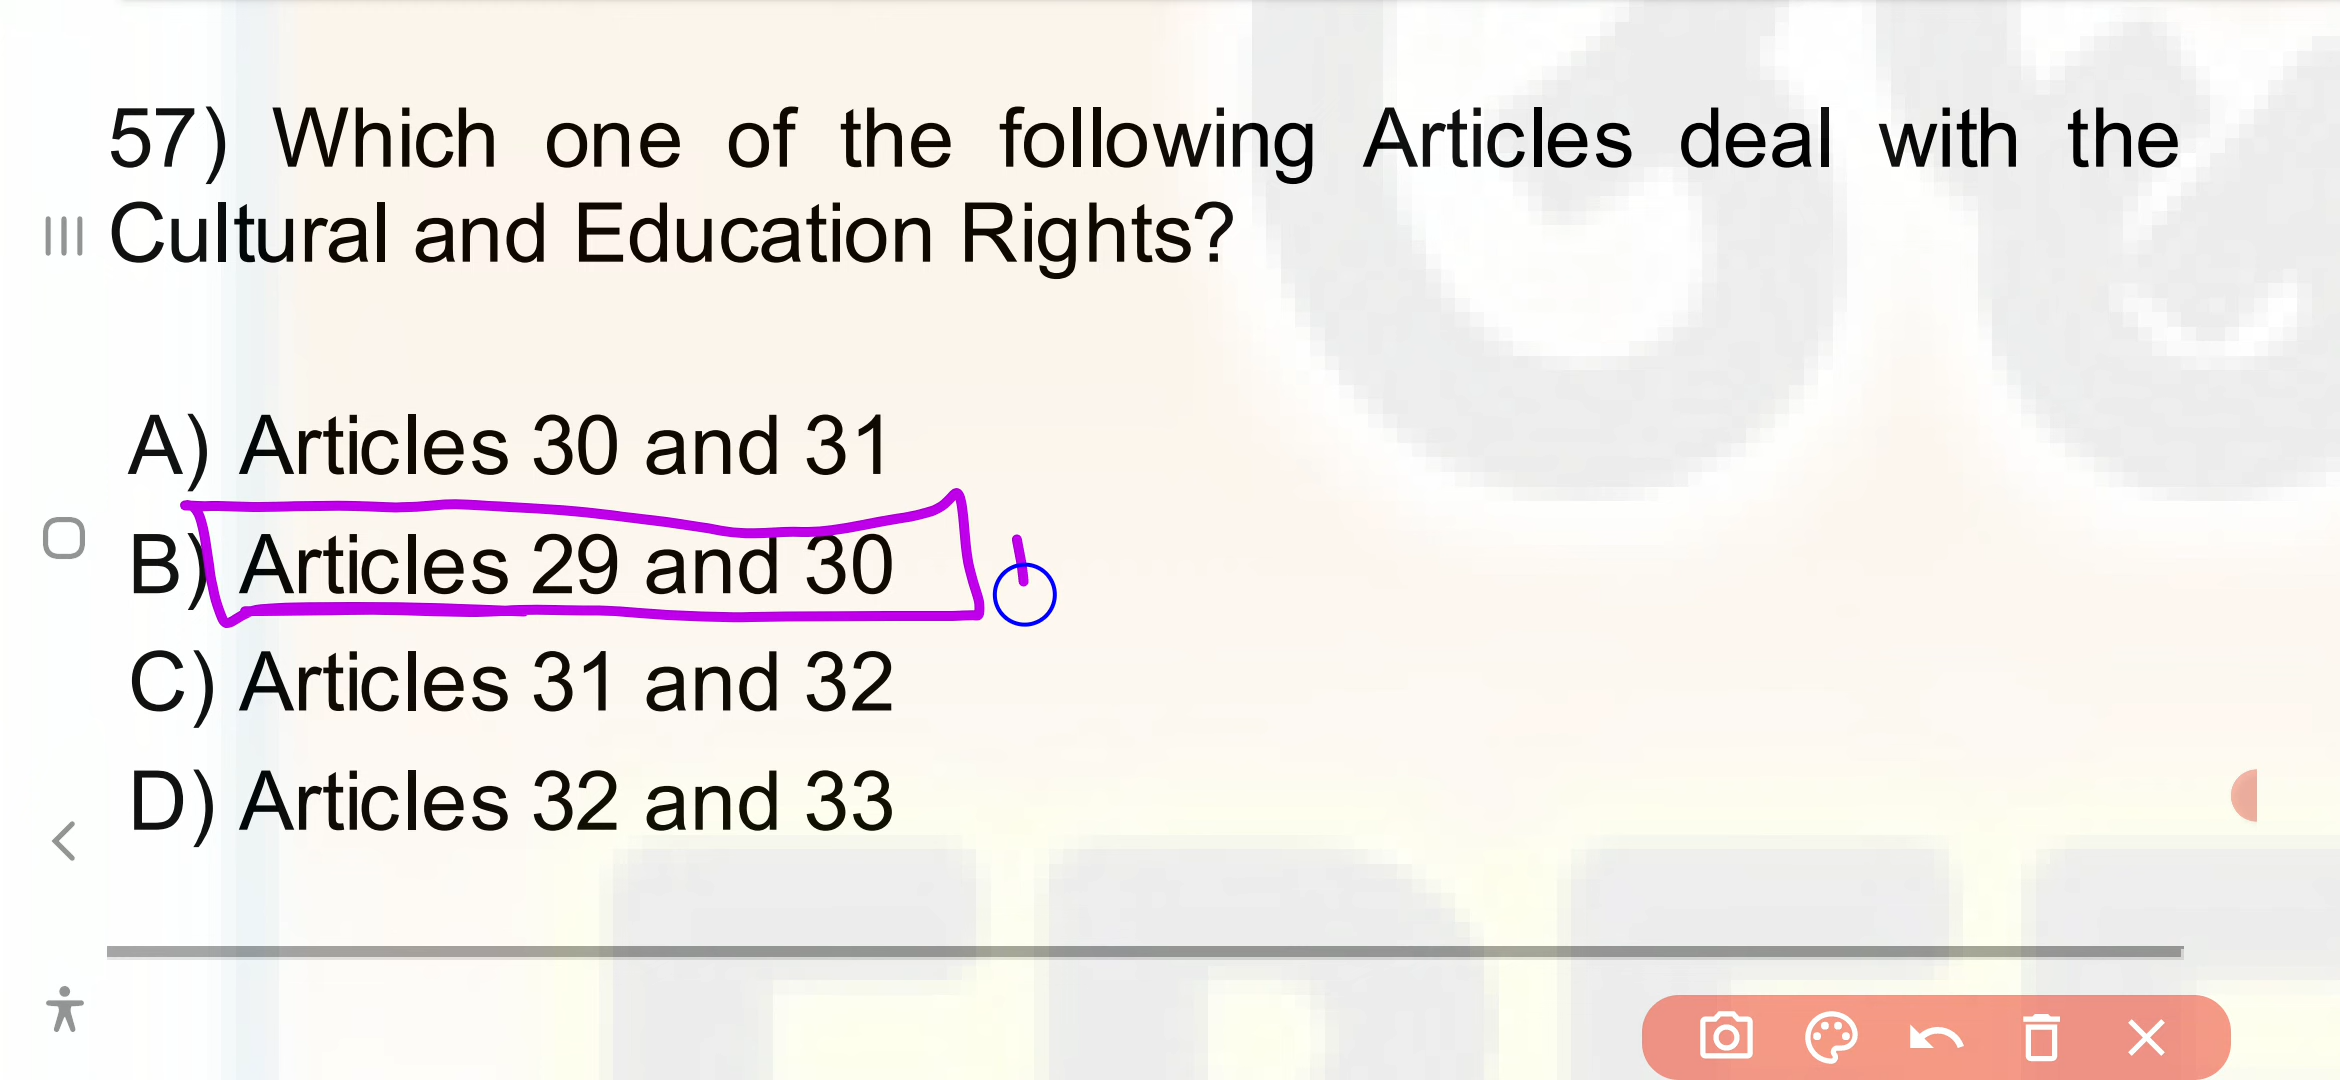 57) Which one of the following Articles deal with the
Cultural and Education Rights?
A) Articles 30 and 31
B) Articles 29 and 30
C) Articles 31 and 32
D) Articles 32 and 33